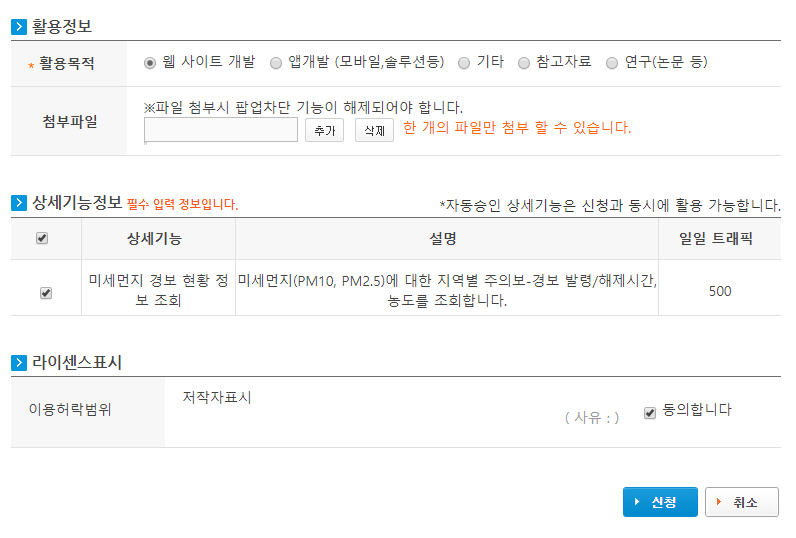 활용정보
* 활용목적 웹 사이트 개발 앱개발 (모바일,솔루션등) 기타 참고자료 연구(논문 등)
※파일 첨부시 팝업차단 기능이 해제되어야 합니다.
첨부파일 추가 삭제 한 개의 파일만 첨부 할 수 있습니다.
상세기능정보 필수 입력 정보입니다. *자동승인 상세기능은 신청과 동시에 활용 가능합니다.
상세기능 설명 일일 트래픽
미세먼지 경보 현황 정
보 조회
미세먼지(PM10, PM2.5)에 대한 지역별 주의보-경보 발령/해제시간,
농도를 조회합니다.
500
라이센스표시
이용허락범위 저작자표시
( 사유 : ) 동의합니다
신청 취소